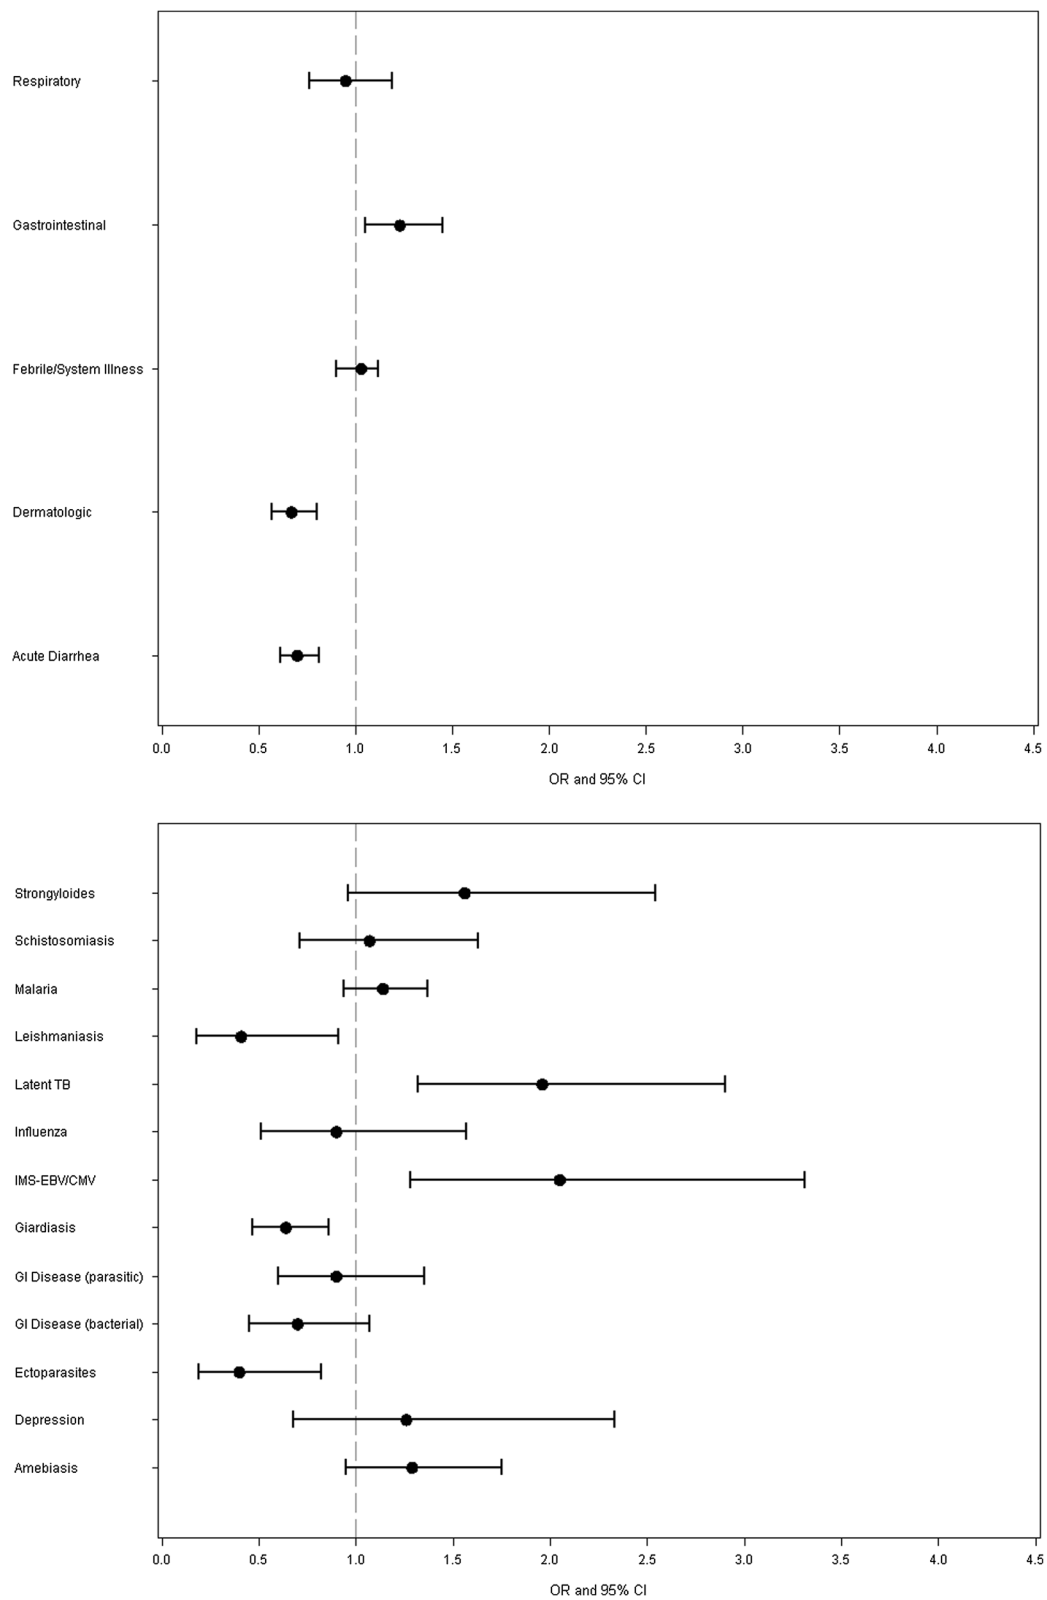 Respiratory
Gastrointestinal
Febrile/System Illness
Dermatologic
Acute Diarrhea
0.0 0.5 1.0 1.5 2.0 2.5 3.0 3.5 4.0 4.5
OR and 95% CI
Strongyloides
Schistosomiasis
Malaria
Leishmaniasis
Latent TB
Influenza
IMS-EBV/CMV
Giardiasis
GI Disease (parasitic)
GI Disease (bacterial)
Ectoparasites
Depression
Amebiasis
0.0 0.5 1.0 1.5 2.0 2.5 3.0 3.5 4.0 4.5
OR and 95% CI